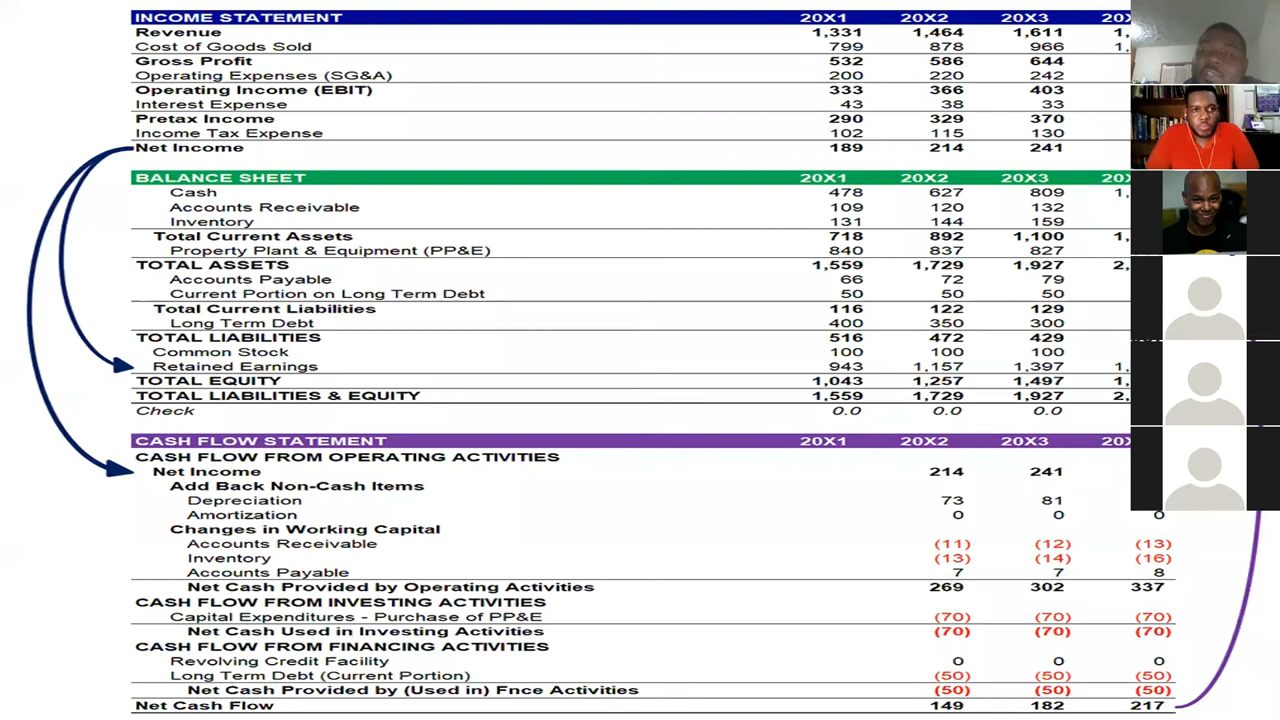 INCOME STATEMENT 20X1 20X2 20X3 20X
Revenue 1,331 1,464 1,611 1,
Cost of Goods Sold 799 878 966 1,
Gross Profit 532 586 644
Operating Expenses (SG&A) 200 220 242
Operating Income (EBIT) 333 366 403
Interest Expense 43 38 33
Pretax Income 290 329 370
Income Tax Expense 102 115 130
Net Income 189 214 241
BALANCE SHEET 20X1 20X2 20X3 20X
Cash 478 627 809 1,
Accounts Receivable 109 120 132
Inventory 131 144 159
Total Current Assets 718 892 1,100 1,
Property Plant & Equipment (PP&E) 840 837 827
TOTAL ASSETS 1,559 1,729 1,927 2,
Accounts Payable 66 72 79
Current Portion on Long Term Debt 50 50 50
Total Current Liabilities 116 122 129
Long Term Debt 400 350 300
TOTAL LIABILITIES 516 472 429
Common Stock 100 100 100
Retained Earnings 943 1,157 1,397 1,
TOTAL EQUITY 1,043 1,257 1,497 1,
TOTAL LIABILITIES & EQUITY 1,559 1,729 1,927 2,
Check 0.0 0.0 0.0
CASH FLOW STATEMENT 20X1 20X2 20X3 20X
CASH FLOW FROM OPERATING ACTIVITIES
Net Income 214 241
Add Back Non-Cash Items
Depreciation 73 81
Amortization 0 0 0
Changes in Working Capital
Accounts Receivable (11) (12) (13)
Inventory (13) (14) (16)
Accounts Payable 7 7 8
Net Cash Provided by Operating Activities 269 302 337
CASH FLOW FROM INVESTING ACTIVITIES
Capital Expenditures - Purchase of PP&E (70) (70) (70)
Net Cash Used in Investing Activities (70) (70) (70)
CASH FLOW FROM FINANCING ACTIVITIES
Revolving Credit Facility 0 0 0
Long Term Debt (Current Portion) (50) (50) (50)
Net Cash Provided by (Used in) Fnce Activities (50) (50) (50)
Net Cash Flow 149 182 217